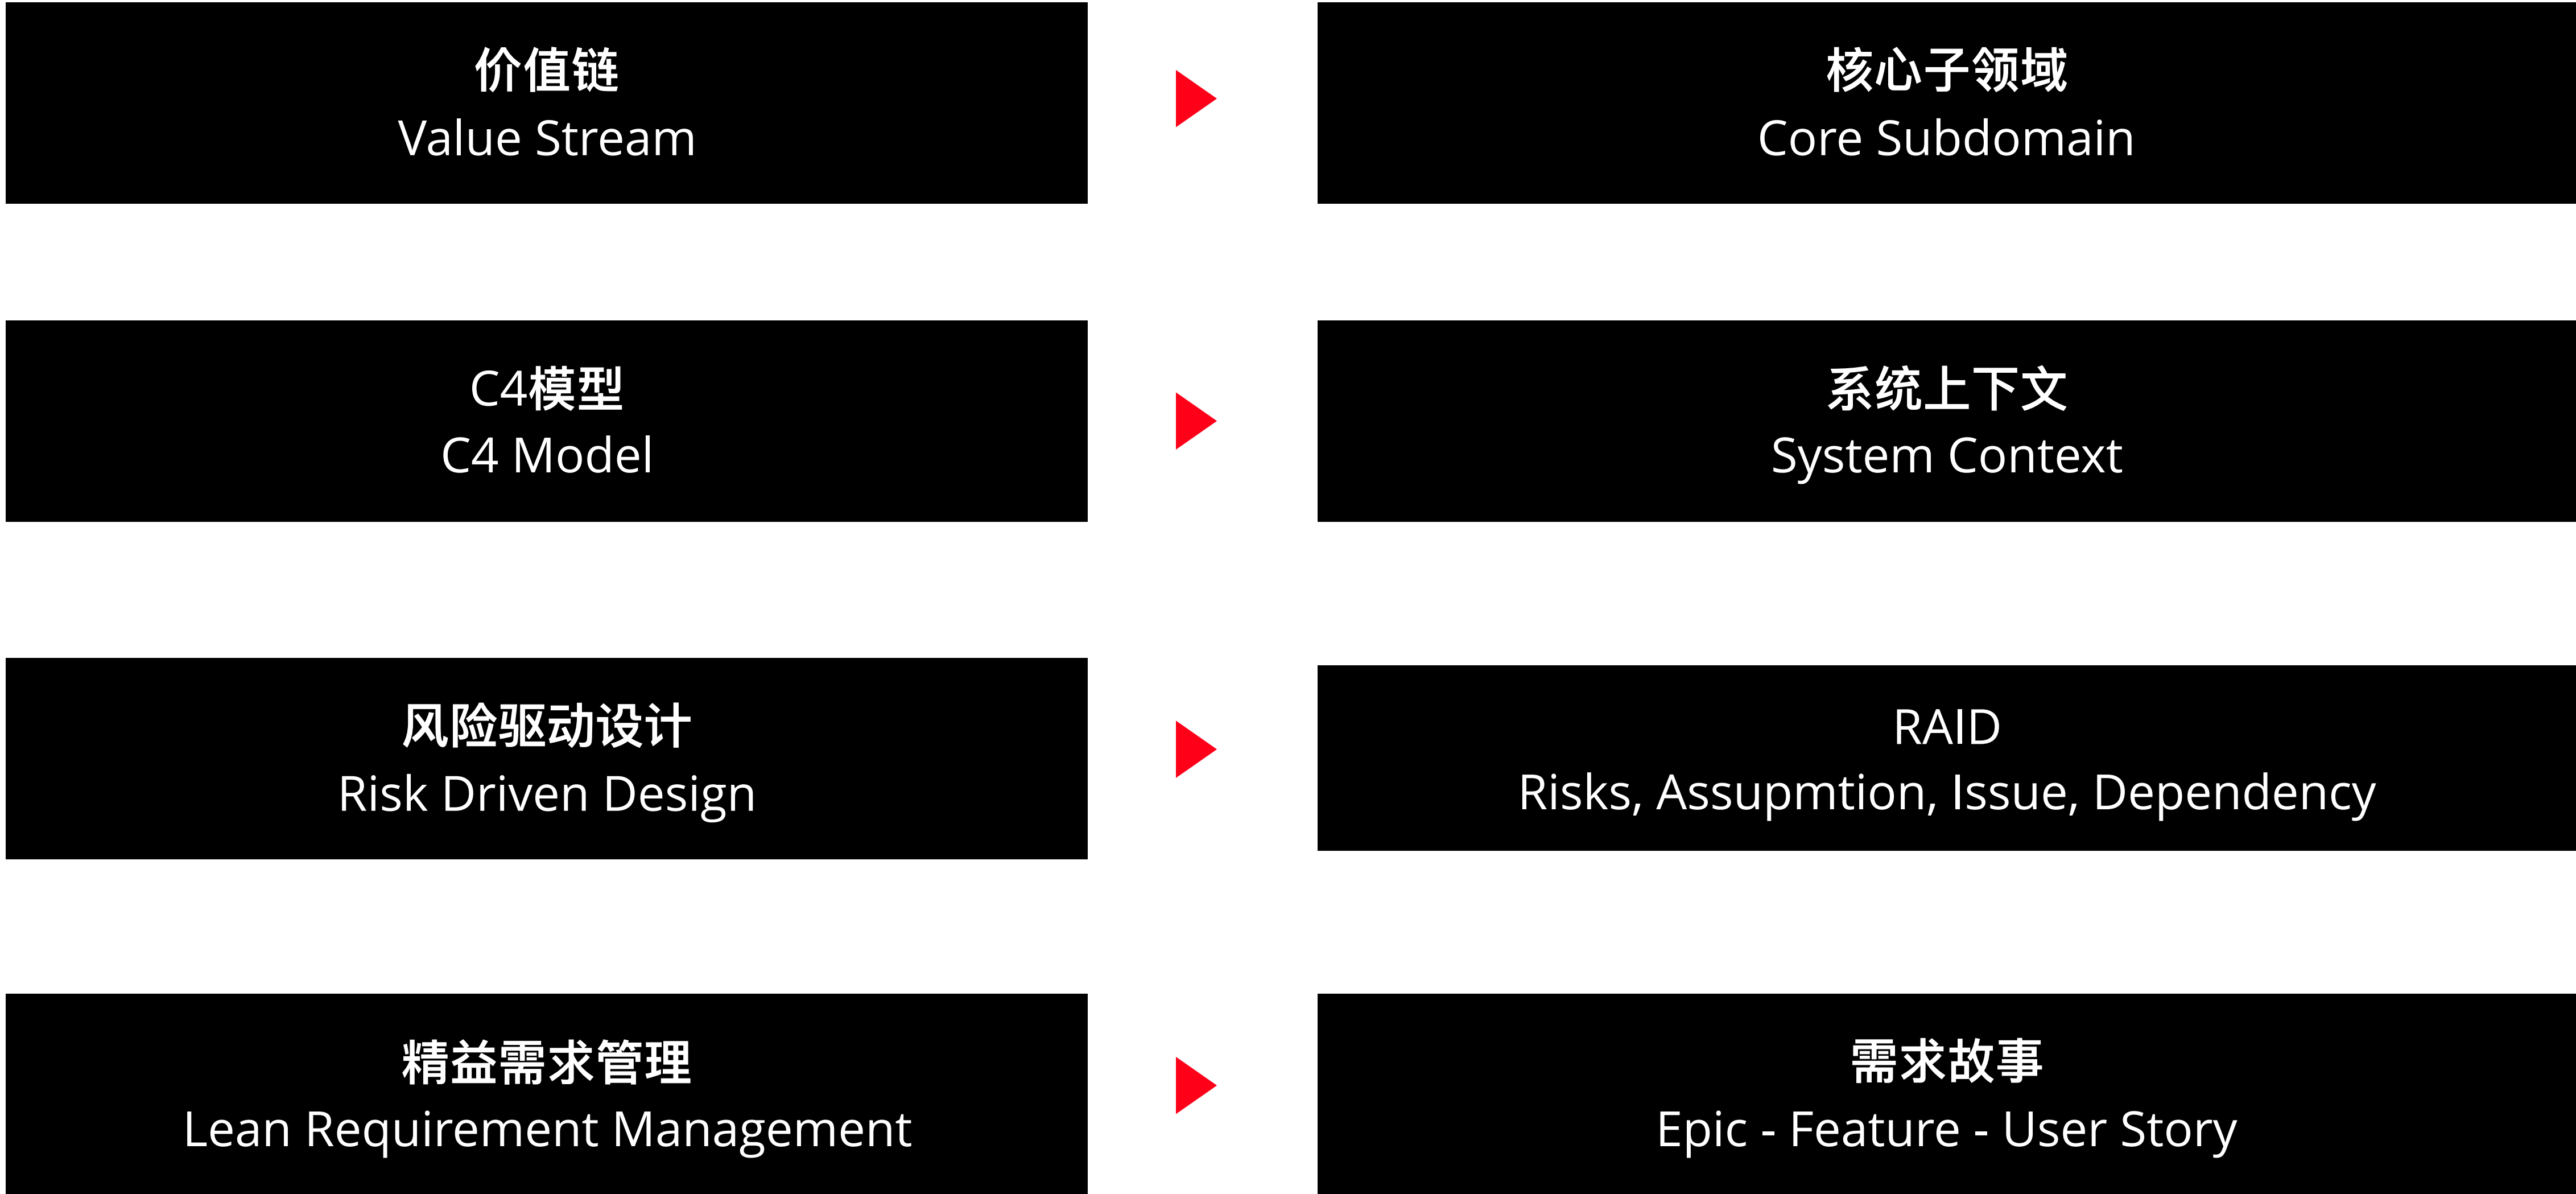 价值链
Value Stream
核心子领域
Core Subdomain
C4模型
C4 Model
系统上下文
System Context
风险驱动设计
Risk Driven Design
RAID
Risks, Assupmtion, Issue, Dependency
精益需求管理
Lean Requirement Management
需求故事
Epic - Feature - User Story